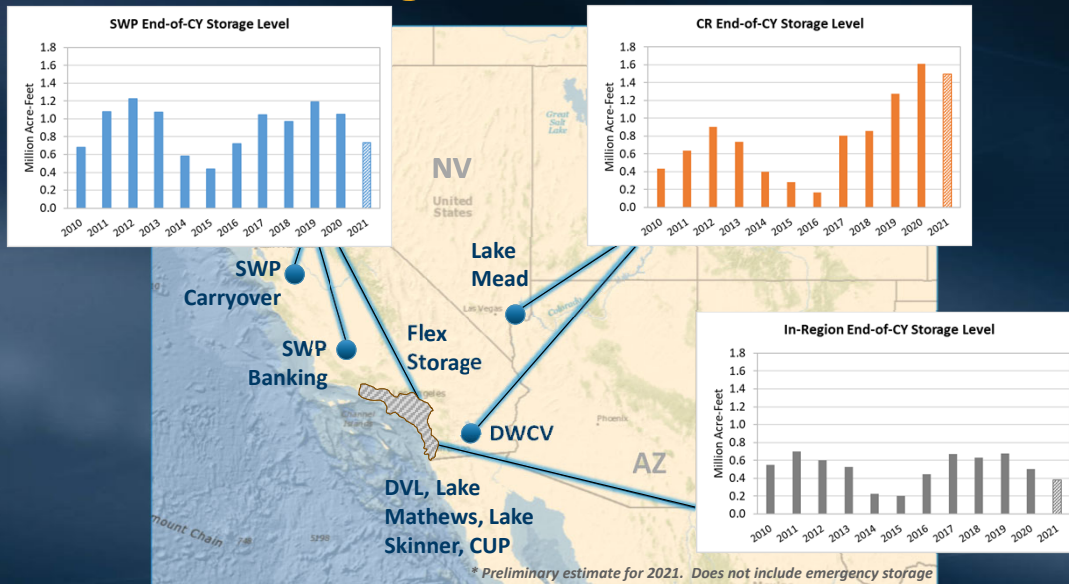 SWP End-of-CY Storage Level
Million Acre-Feet
1.8
1.6
1.4
1.2
1.0
0.8
0.6
0.4
0.2
0.0
2010 2011 2012 2013 2014 2015 2016 2017 2018 2019 2020 2021
CR End-of-CY Storage Level
Million Acre-Feet
1.8
1.6
1.4
1.2
1.0
0.8
0.6
0.4
0.2
0.0
2010 2011 2012 2013 2014 2015 2016 2017 2018 2019 2020 2021
Great
Salt
Lake
NV
United
States
SWP
Carryover
Lake
Mead
Las Vegas
Colorado
SWP
Banking
Flex
Storage
Channel
Phoenix
DWCV
AZ
DVL, Lake
Mathews, Lake
Skinner, CUP
mount Chain
In-Region End-of-CY Storage Level
Million Acre-Feet
1.8
1.6
1.4
1.2
1.0
0.8
0.6
0.4
0.2
0.0
2010 2011 2012 2013 2014 2015 2016 2017 2018 2019 2020 2021
* Preliminary estimate for 2021. Does not include emergency storage